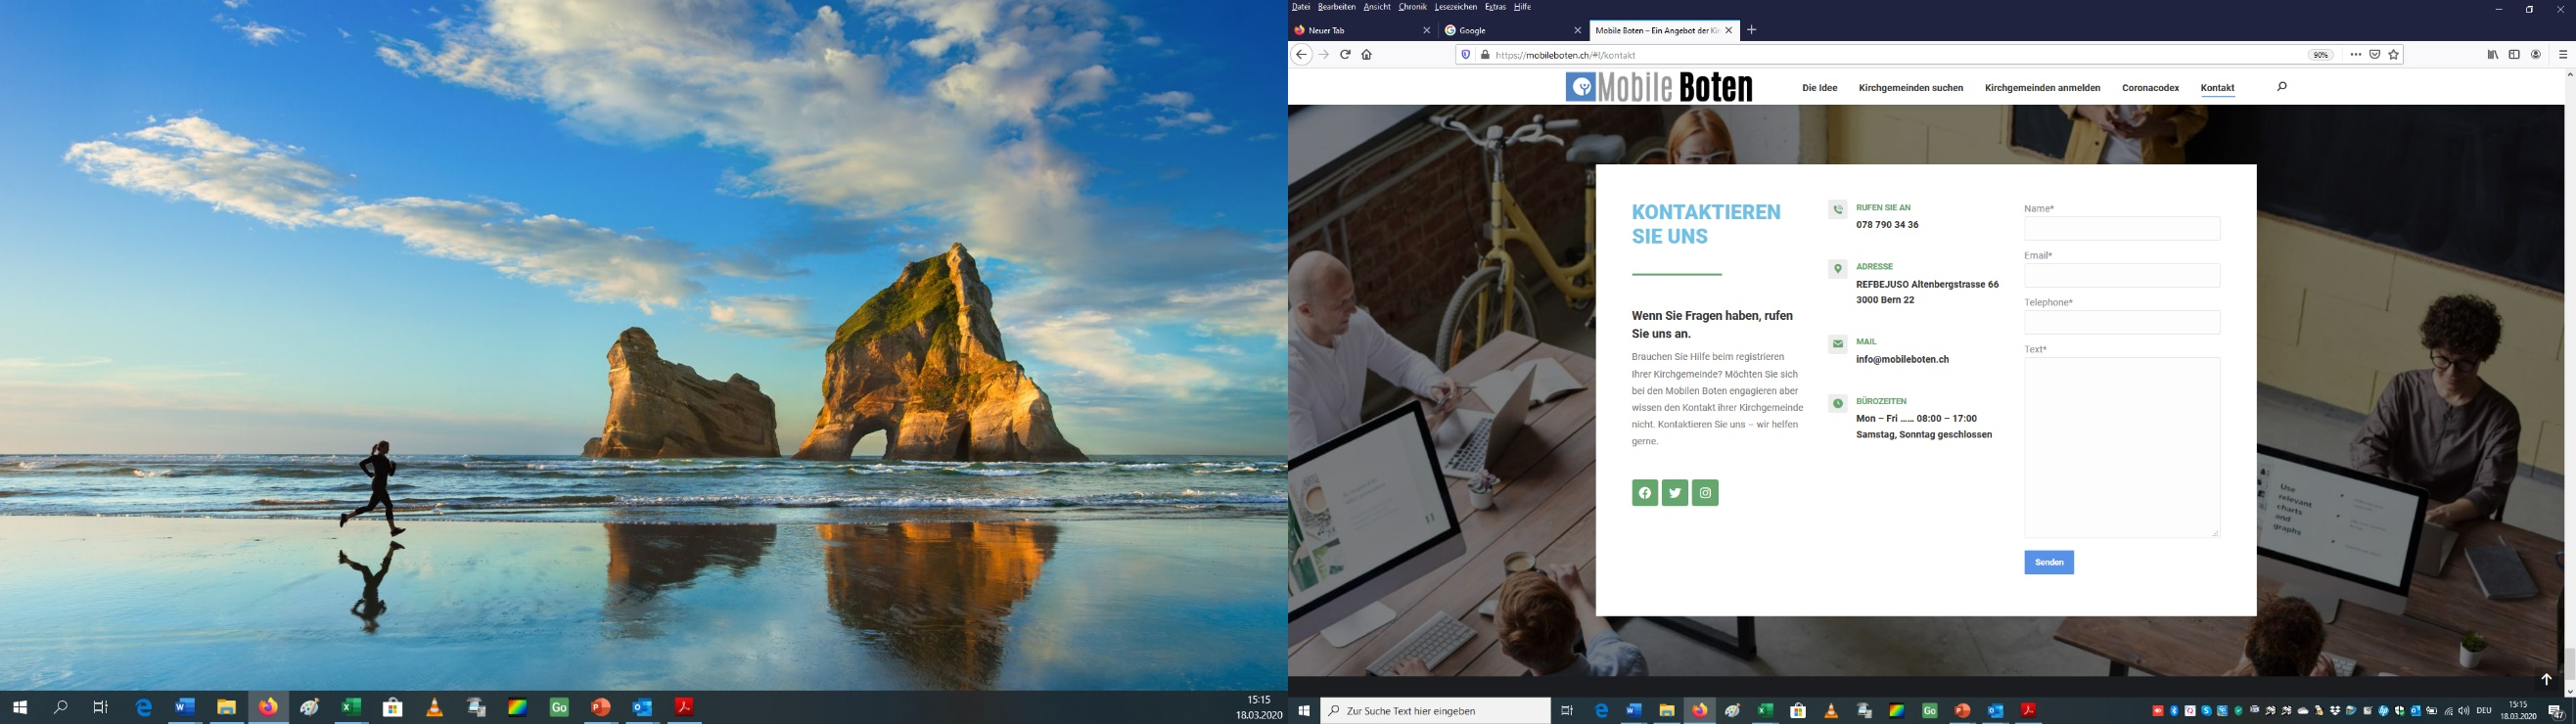 Datei Bearbeiten Ansicht Chronik Lesezeichen Extras Hilfe
Neuer Tab
Google
Mobile Boten – Ein Angebot der Kir
https://mobileboten.ch/#!/kontakt
90%
Mobile Boten
Die Idee
Kirchgemeinden suchen
Kirchgemeinden anmelden
Coronacodex
Kontakt
KONTAKTIEREN
SIE UNS
Wenn Sie Fragen haben, rufen
Sie uns an.
Brauchen Sie Hilfe beim registrieren
Ihrer Kirchgemeinde? Möchten Sie sich
bei den Mobilen Boten engagieren aber
wissen den Kontakt ihrer Kirchgemeinde
nicht. Kontaktieren Sie uns – wir helfen
gerne.
RUFEN SIE AN
078 790 34 36
ADRESSE
REFBEJUSO Altenbergstrasse 66
3000 Bern 22
MAIL
info@mobileboten.ch
BÜROZEITEN
Mon – Fri ...... 08:00 – 17:00
Samstag, Sonntag geschlossen
Name*
Email*
Telephone*
Text*
Senden
Use
relevant
charts
and
graphs
Go
15:15
18.03.2020
Zur Suche Text hier eingeben
Go
DEU
15:15
18.03.2020